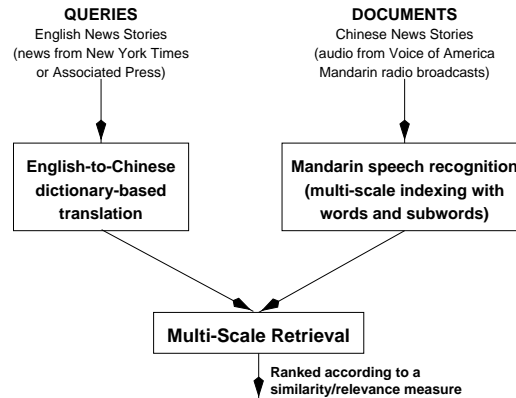 QUERIES
English News Stories
(news from New York Times
or Associated Press)
DOCUMENTS
Chinese News Stories
(audio from Voice of America
Mandarin radio broadcasts)
English-to-Chinese
dictionary-based
translation
Mandarin speech recognition
(multi-scale indexing with
words and subwords)
Multi-Scale Retrieval
Ranked according to a
similarity/relevance measure